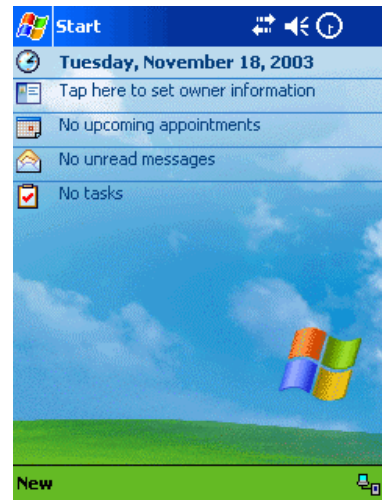 Start
Tuesday, November 18, 2003
Tap here to set owner information
No upcoming appointments
No unread messages
No tasks
New